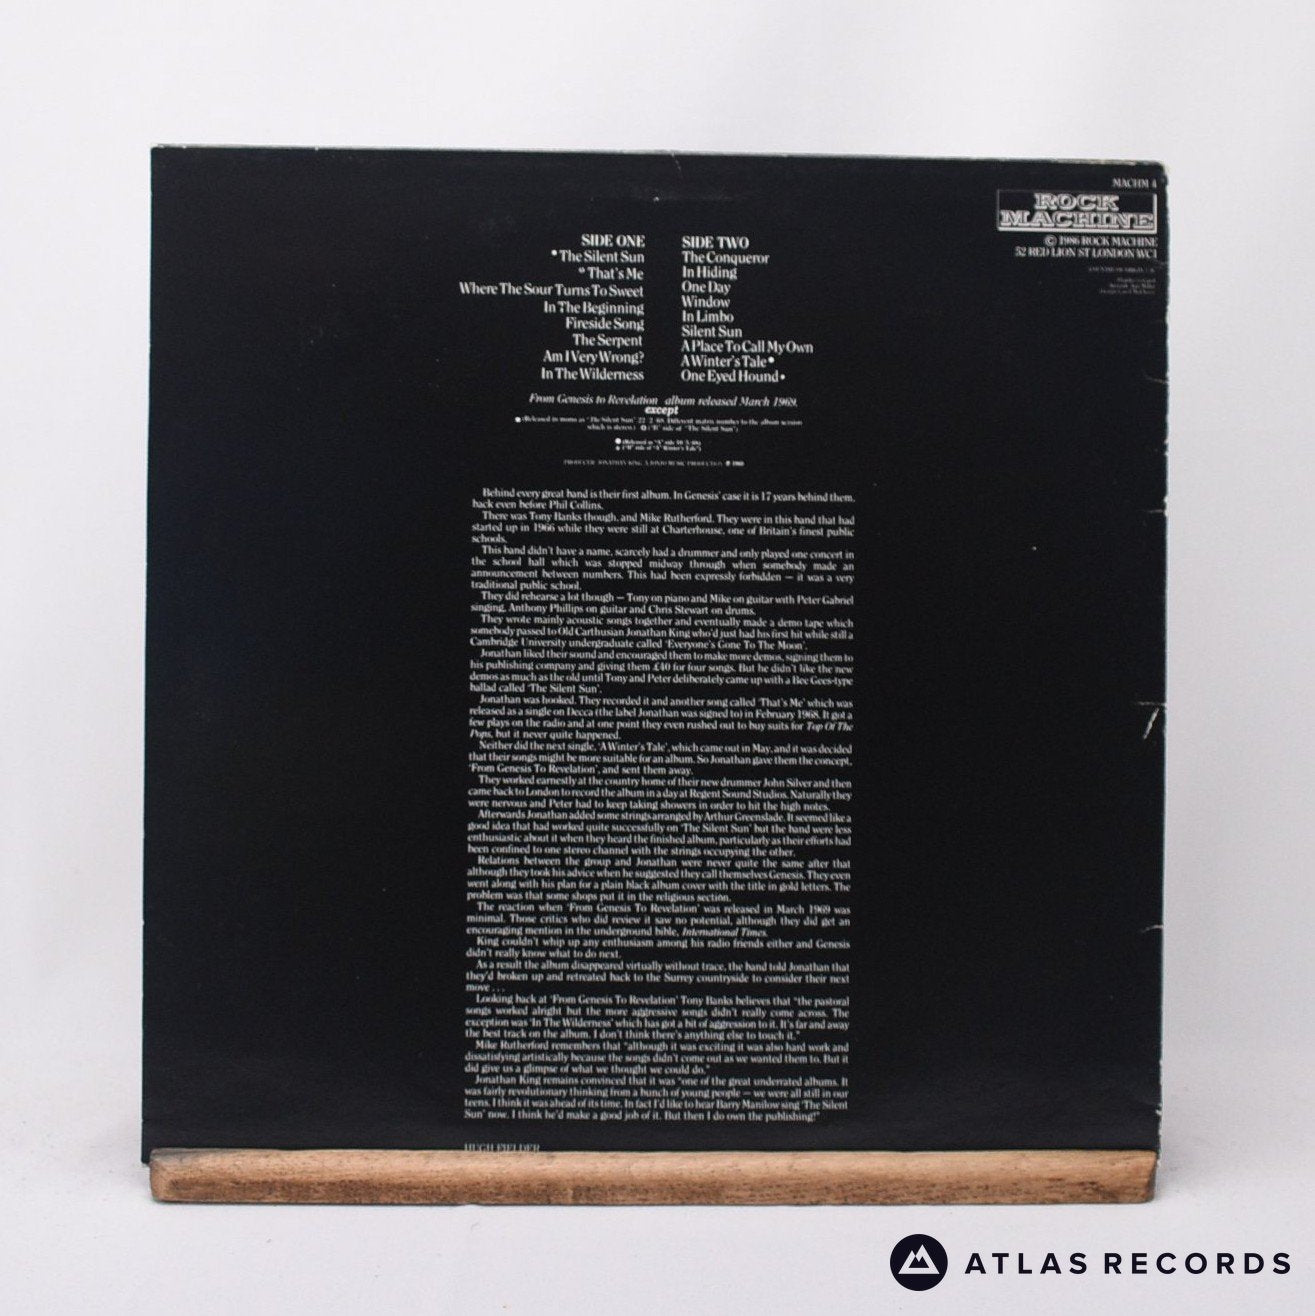 MACHM 4
ROCK
MACHINE
© 1986 ROCK MACHINE
52 RED LION ST LONDON WC1
SIDE ONE
• The Silent Sun
* That's Me
Where The Sour Turns To Sweet
In The Beginning
Fireside Song
The Serpent
Am I Very Wrong?
In The Wilderness
SIDE TWO
The Conqueror
In Hiding
One Day
Window
In Limbo
Silent Sun
A Place To Call My Own
A Winter's Tale •
One Eyed Hound •
From Genesis to Revelation album released March 1969.
except
(Released in mono as "The Silent Sun" 22/2/68. Different matrix number to the album version
which is stereo.) "B" side of "The Silent Sun")
PRODUCER JONATHAN KING. A JONJO MUSIC PRODUCTION
Behind every great band is their first album. In Genesis' case it is 17 years behind them,
back even before Phil Collins.
There was Tony Banks though, and Mike Rutherford. They were in this band that had
started up in 1966 while they were still at Charterhouse, one of Britain's finest public
schools.
This band didn't have a name, scarcely had a drummer and only played one concert in
the school hall which was stopped midway through when somebody made an
announcement between numbers. This had been expressly forbidden — it was a very
traditional public school.
They did rehearse a lot though — Tony on piano and Mike on guitar with Peter Gabriel
singing, Anthony Phillips on guitar and Chris Stewart on drums.
They wrote mainly acoustic songs together and eventually made a demo tape which
somebody passed to Old Carthusian Jonathan King who'd just had his first hit while still a
Cambridge University undergraduate called 'Everyone's Gone To The Moon'.
Jonathan liked their sound and encouraged them to make more demos, signing them to
his publishing company and giving them £40 for four songs. But he didn't like the new
demos as much as the old until Tony and Peter deliberately came up with a Bee Gees-type
ballad called 'The Silent Sun'.
Jonathan was hooked. They recorded it and another song called 'That's Me' which was
released as a single on Decca (the label Jonathan was signed to) in February 1968. It got a
few plays on the radio and at one point they even rushed out to buy suits for Top Of The
Pops, but it never quite happened.
Neither did the next single, 'A Winter's Tale', which came out in May, and it was decided
that their songs might be more suitable for an album. So Jonathan gave them the concept,
'From Genesis To Revelation', and sent them away.
They worked earnestly at the country home of their new drummer John Silver and then
came back to London to record the album in a day at Regent Sound Studios. Naturally they
were nervous and Peter had to keep taking showers in order to hit the high notes.
Afterwards Jonathan added some strings arranged by Arthur Greenslade. It seemed like a
good idea that had worked quite successfully on 'The Silent Sun' but the band were less
enthusiastic about it when they heard the finished album, particularly as their efforts had
been confined to one stereo channel with the strings occupying the other.
Relations between the group and Jonathan were never quite the same after that
although they took his advice when he suggested they call themselves Genesis. They even
went along with his plan for a plain black album cover with the title in gold letters. The
problem was that some shops put it in the religious section.
The reaction when 'From Genesis To Revelation' was released in March 1969 was
minimal. Those critics who did review it saw no potential, although they did get an
encouraging mention in the underground bible, International Times.
King couldn't whip up any enthusiasm among his radio friends either and Genesis
didn't really know what to do next.
As a result the album disappeared virtually without trace, the band told Jonathan that
they'd broken up and retreated back to the Surrey countryside to consider their next
move . . .
Looking back at 'From Genesis To Revelation' Tony Banks believes that "the pastoral
songs worked alright but the more aggressive songs didn't really come across. The
exception was 'In The Wilderness' which has got a bit of aggression to it. It's far and away
the best track on the album. I don't think there's anything else to touch it."
Mike Rutherford remembers that "although it was exciting it was also hard work and
dissatisfying artistically because the songs didn't come out as we wanted them to. But it
did give us a glimpse of what we thought we could do."
Jonathan King remains convinced that it was "one of the great underrated albums. It
was fairly revolutionary thinking from a bunch of young people — we were all still in our
teens. I think it was ahead of its time. In fact I'd like to hear Barry Manilow sing 'The Silent
Sun' now. I think he'd make a good job of it. But then I do own the publishing!"
HUGH FIELDER
ATLAS RECORDS